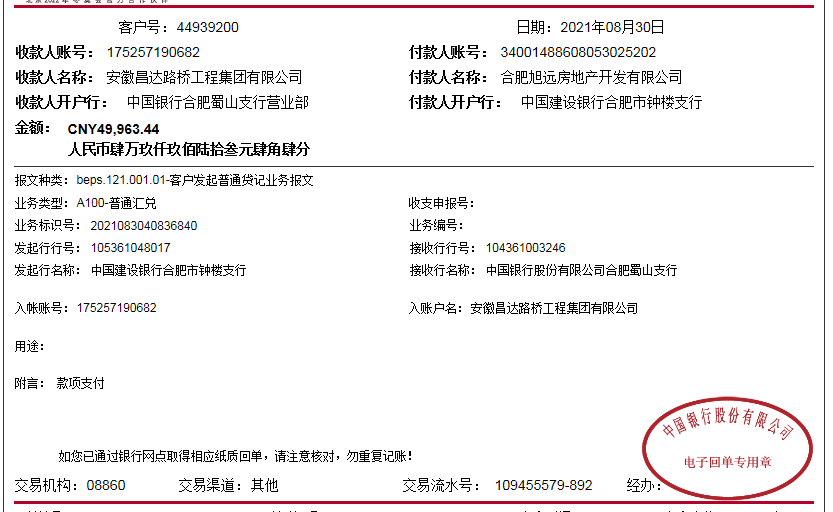 客户号：44939200 日期：2021年08月30日
收款人账号： 175257190682 付款人账号： 34001488608053025202
收款人名称： 安徽昌达路桥工程集团有限公司 付款人名称： 合肥旭远房地产开发有限公司
收款人开户行： 中国银行合肥蜀山支行营业部 付款人开户行： 中国建设银行合肥市钟楼支行
金额： CNY49,963.44
人民币肆万玖仟玖佰陆拾叁元肆角肆分
报文种类：beps.121.001.01-客户发起普通贷记业务报文
业务类型：A100-普通汇兑 收支申报号：
业务标识号： 2021083040836840 业务编号：
发起行行号： 105361048017 接收行行号： 104361003246
发起行名称： 中国建设银行合肥市钟楼支行 接收行名称： 中国银行股份有限公司合肥蜀山支行
入帐账号：175257190682 入账户名：安徽昌达路桥工程集团有限公司
用途：
附言： 款项支付
中国银行股份有限公司
电子回单专用章
如您已通过银行网点取得相应纸质回单，请注意核对，勿重复记账！
交易机构：08860 交易渠道：其他 交易流水号： 109455579-892 经办：